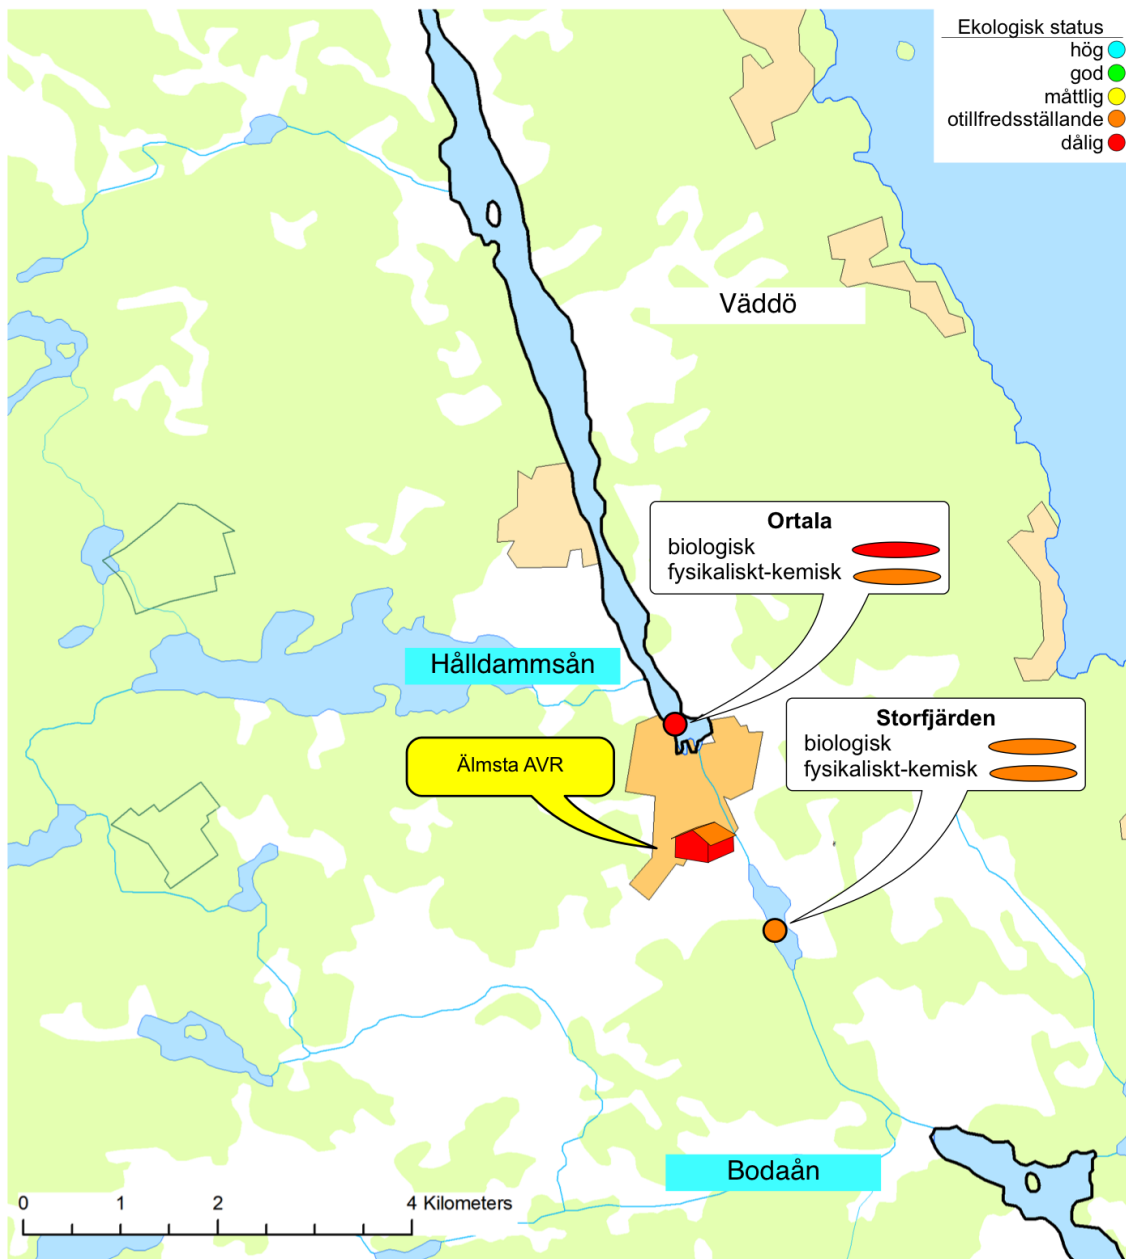 Ekologisk status
hög
god
måttlig
otillfredsställande
dålig
Väddö
Ortala
biologisk
fysikaliskt-kemisk
Hålldammsån
Storfjärden
biologisk
fysikaliskt-kemisk
Älmsta AVR
Bodaån
0 1 2 4 Kilometers